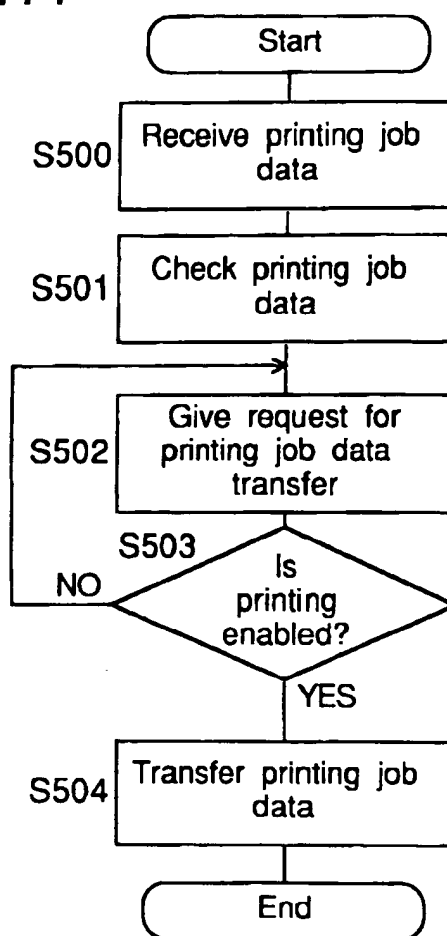 Start
S500
Receive printing job
data
S501
Check printing job
data
S502
Give request for
printing job data
transfer
S503
Is
printing
enabled?
NO
YES
S504
Transfer printing job
data
End